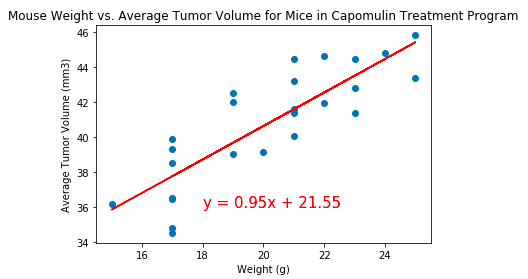 Mouse Weight vs. Average Tumor Volume for Mice in Capomulin Treatment Program
46
44
42
40
38
36
34
Average Tumor Volume (mm3)
y = 0.95x + 21.55
16 18 20 22 24
Weight (g)